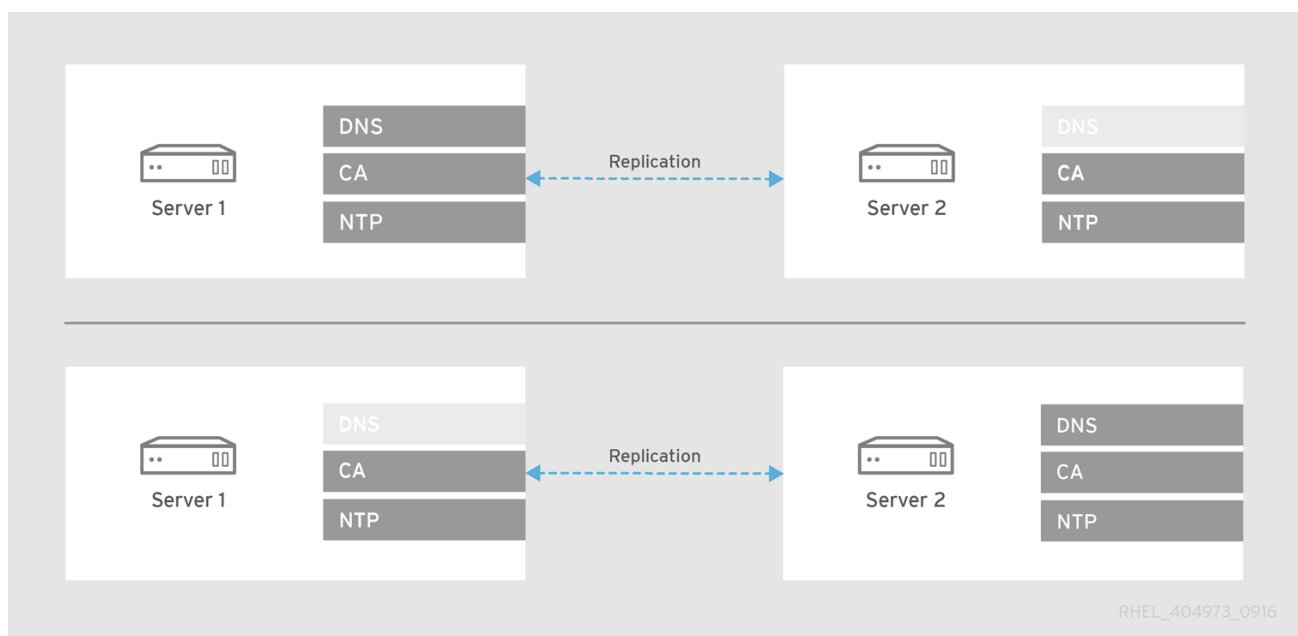 DNS
CA
NTP
Server 1
Replication
DNS
CA
NTP
Server 2
DNS
CA
NTP
Server 1
Replication
DNS
CA
NTP
Server 2
RHEL_404973_0916